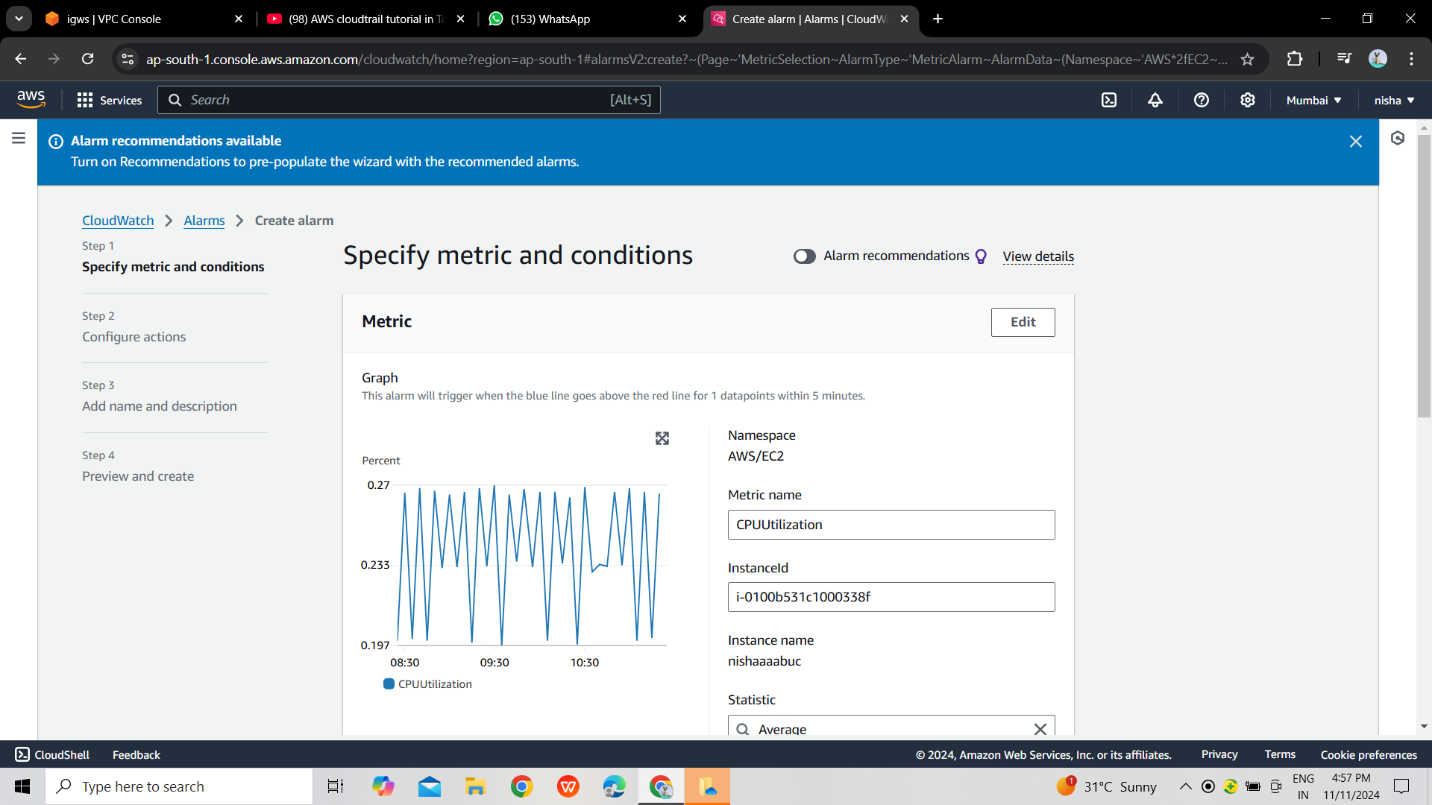 igws | VPC Console
(98) AWS cloudtrail tutorial in Ta
(153) WhatsApp
Create alarm | Alarms | CloudWa
ap-south-1.console.aws.amazon.com/cloudwatch/home?region=ap-south-1#alarmsV2:create?~(Page~'MetricSelection~AlarmType~'MetricAlarm~AlarmData~(Namespace~'AWS*2fEC2~...
aws
Services
Search
[Alt+S]
Mumbai
nisha
Alarm recommendations available
Turn on Recommendations to pre-populate the wizard with the recommended alarms.
CloudWatch > Alarms > Create alarm
Step 1
Specify metric and conditions
Step 2
Configure actions
Step 3
Add name and description
Step 4
Preview and create
Specify metric and conditions
Alarm recommendations
View details
Metric
Edit
Graph
This alarm will trigger when the blue line goes above the red line for 1 datapoints within 5 minutes.
Percent
0.27
0.233
0.197
08:30
09:30
10:30
CPUUtilization
Namespace
AWS/EC2
Metric name
CPUUtilization
InstanceId
i-0100b531c1000338f
Instance name
nishaaaabuc
Statistic
Average
CloudShell
Feedback
© 2024, Amazon Web Services, Inc. or its affiliates.
Privacy
Terms
Cookie preferences
Type here to search
1
31°C Sunny
ENG
IN
4:57 PM
11/11/2024